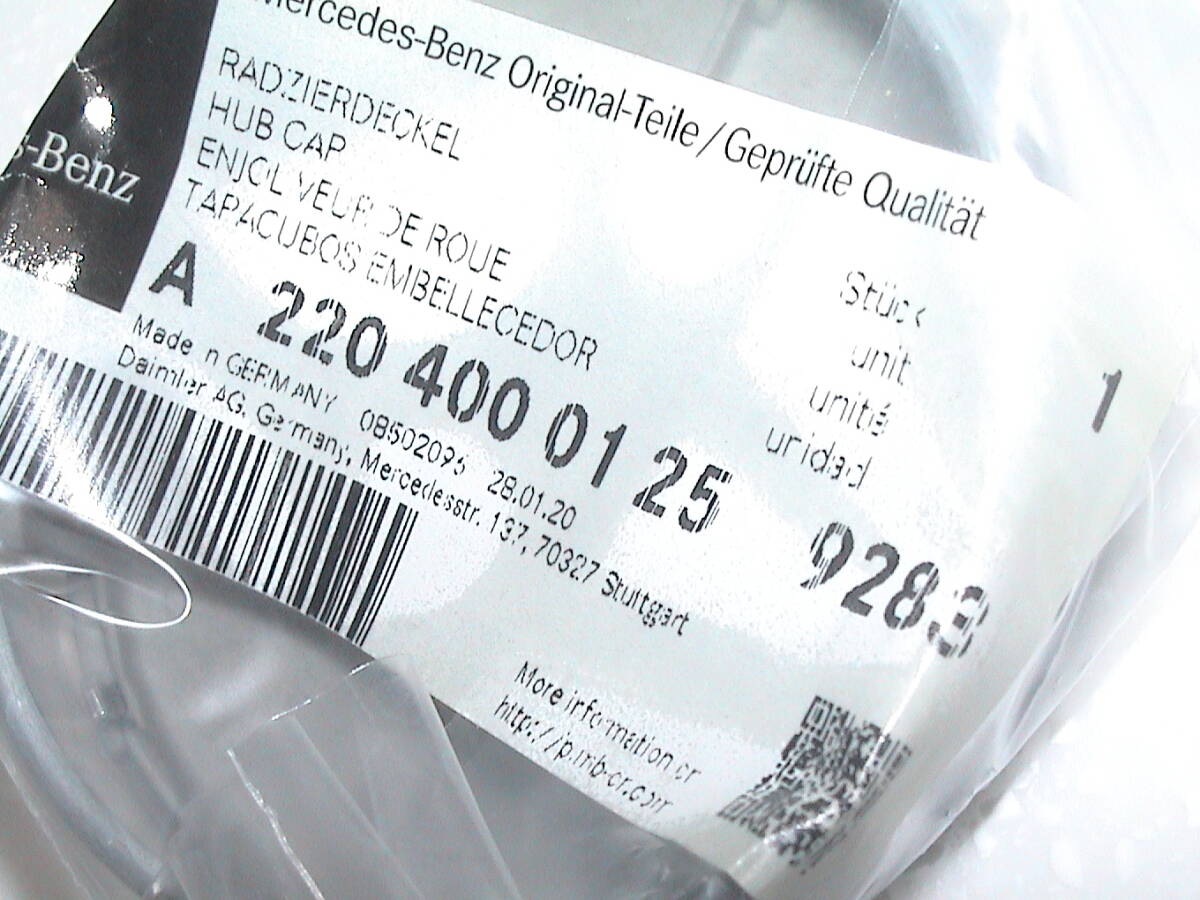 Mercedes-Benz Original-Teile / Geprüfte Qualität
s-Benz
RADZIERDECKEL
HUB CAP
ENJOLIVEUR DE ROUE
TAPACUBOS EMBELLECEDOR
Stück
unit
unité
unidad
1
A 220 400 01 25 9283
Made in GERMANY 08502095 28.01.20
Daimler AG, Germany, Mercedesstr. 137, 70327 Stuttgart
More information